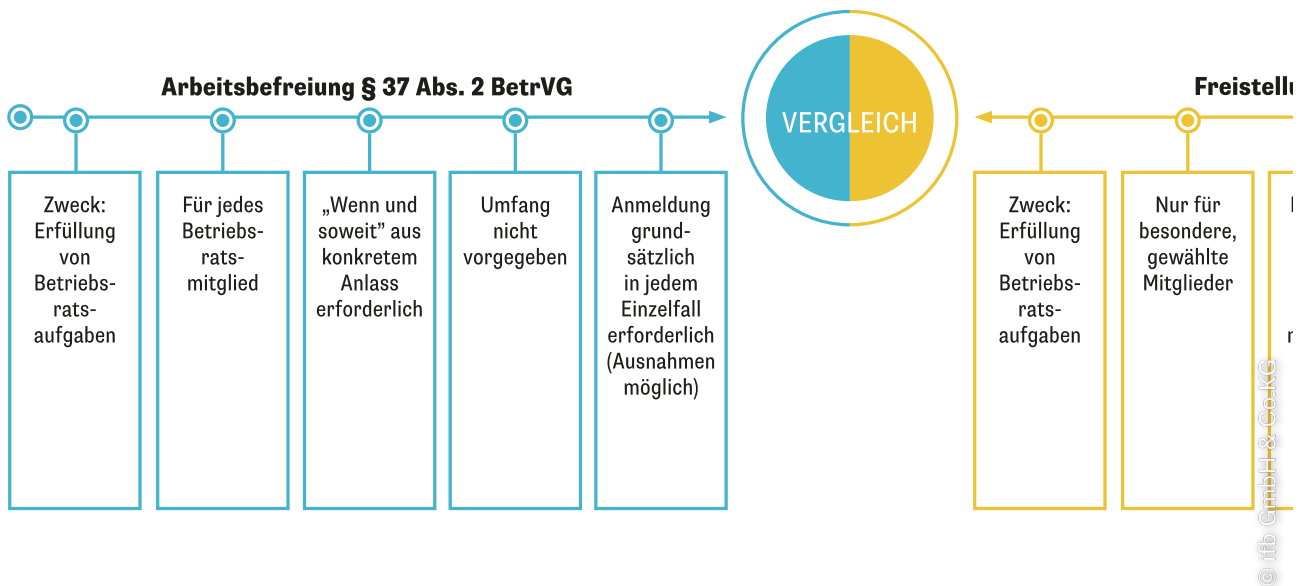 Arbeitsbefreiung § 37 Abs. 2 BetrVG
Zweck:
Erfüllung
von
Betriebs-
rats-
aufgaben
Für jedes
Betriebs-
rats-
mitglied
„Wenn und
soweit” aus
konkretem
Anlass
erforderlich
Umfang
nicht
vorgegeben
Anmeldung
grund-
sätzlich
in jedem
Einzelfall
erforderlich
(Ausnahmen
möglich)
VERGLEICH
Zweck:
Erfüllung
von
Betriebs-
rats-
aufgaben
Nur für
besondere,
gewählte
Mitglieder
© ifb GmbH & Co.KG